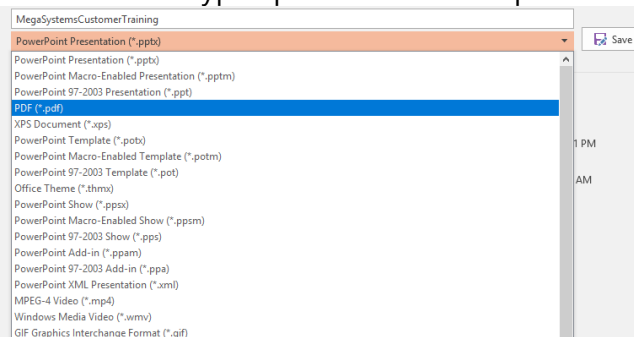 MegaSystemsCustomerTraining
PowerPoint Presentation (*.pptx)
Save
PowerPoint Presentation (*.pptx)
PowerPoint Macro-Enabled Presentation (*.pptm)
PowerPoint 97-2003 Presentation (*.ppt)
PDF (*.pdf)
XPS Document (*.xps)
PowerPoint Template (*.potx)
1 PM
PowerPoint Macro-Enabled Template (*.potm)
PowerPoint 97-2003 Template (*.pot)
AM
Office Theme (*.thmx)
PowerPoint Show (*.ppsx)
PowerPoint Macro-Enabled Show (*.ppsm)
PowerPoint 97-2003 Show (*.pps)
PowerPoint Add-in (*.ppam)
PowerPoint 97-2003 Add-in (*.ppa)
PowerPoint XML Presentation (*.xml)
MPEG-4 Video (*.mp4)
Windows Media Video (*.wmv)
GIF Graphics Interchange Format (*.gif)